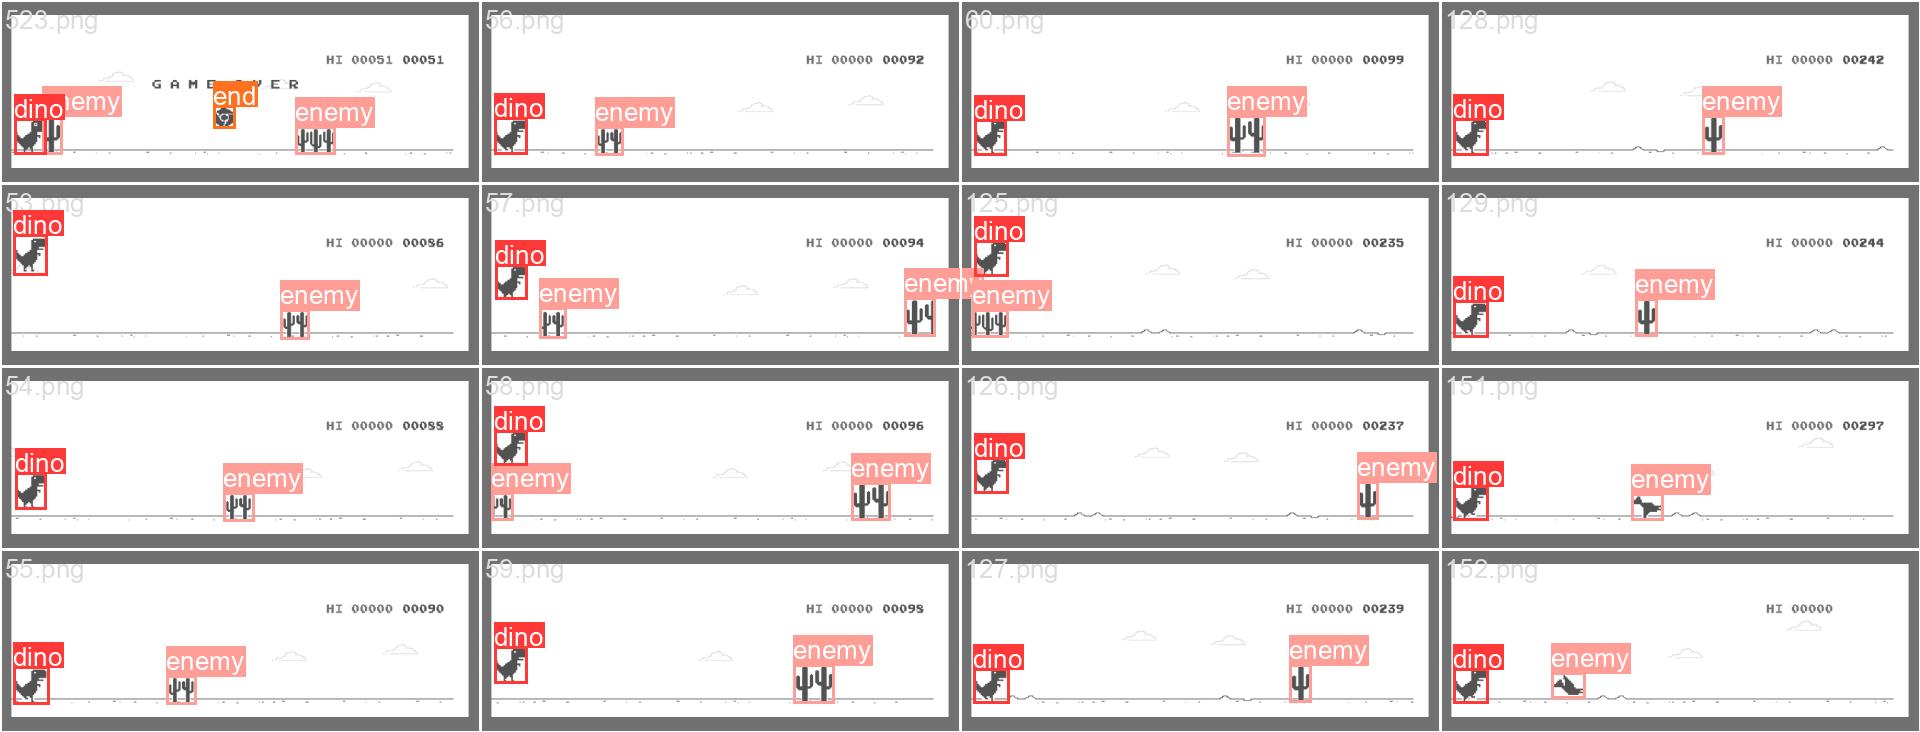 523.png
HI 00051 00051
GAME OVER
end
enemy
dino
enemy
56.png
HI 00000 00092
dino
enemy
60.png
HI 00000 00099
enemy
dino
128.png
HI 00000 00242
enemy
dino
53.png
dino
HI 00000 00086
enemy
57.png
HI 00000 00094
dino
enemy
enemy
125.png
dino
HI 00000 00235
enemy
129.png
HI 00000 00244
enemy
dino
54.png
HI 00000 00088
dino
enemy
58.png
dino
HI 00000 00096
enemy
enemy
126.png
HI 00000 00237
dino
enemy
151.png
HI 00000 00297
dino
enemy
55.png
HI 00000 00090
dino
enemy
59.png
HI 00000 00098
dino
enemy
127.png
HI 00000 00239
enemy
dino
152.png
HI 00000
dino
enemy